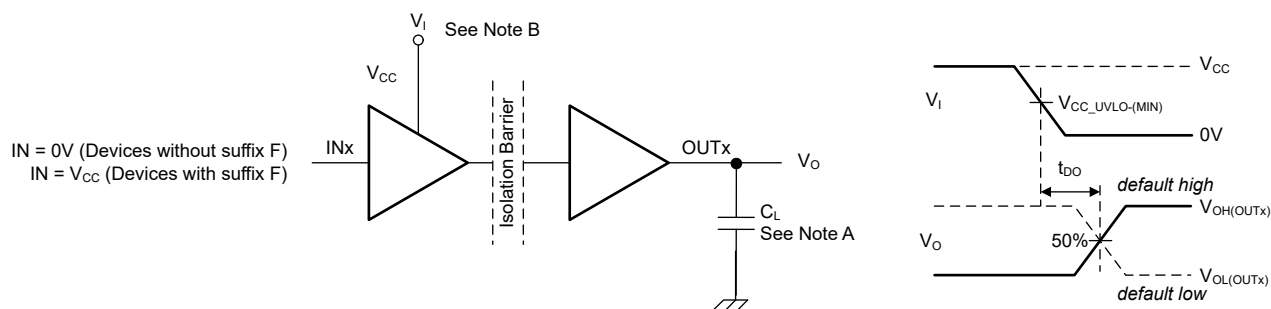 V_I
See Note B
V_CC
IN = 0V (Devices without suffix F)
IN = V_CC (Devices with suffix F)
INx
Isolation Barrier
OUTx
V_O
C_L
See Note A
V_CC
V_I
V_CC_UVLO-(MIN)
0V
t_DO
default high
V_OH(OUTx)
V_O
50%
V_OL(OUTx)
default low